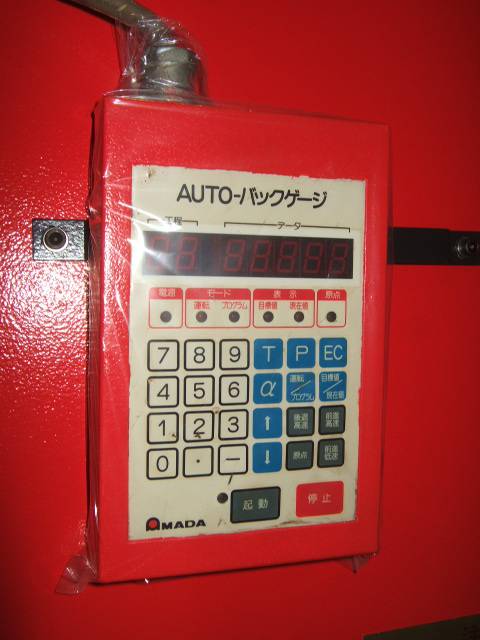 AUTO-バックゲージ
工程 データ
電源 モード 表示 原点
運転 プログラム 目標値 現在値
7 8 9 T P EC
4 5 6 α 運転/プログラム 目標値/現在値
1 2 3 ↑ 後退高速 前進高速
0 · — ↓ 原点 前進低速
起動 停止
AMADA